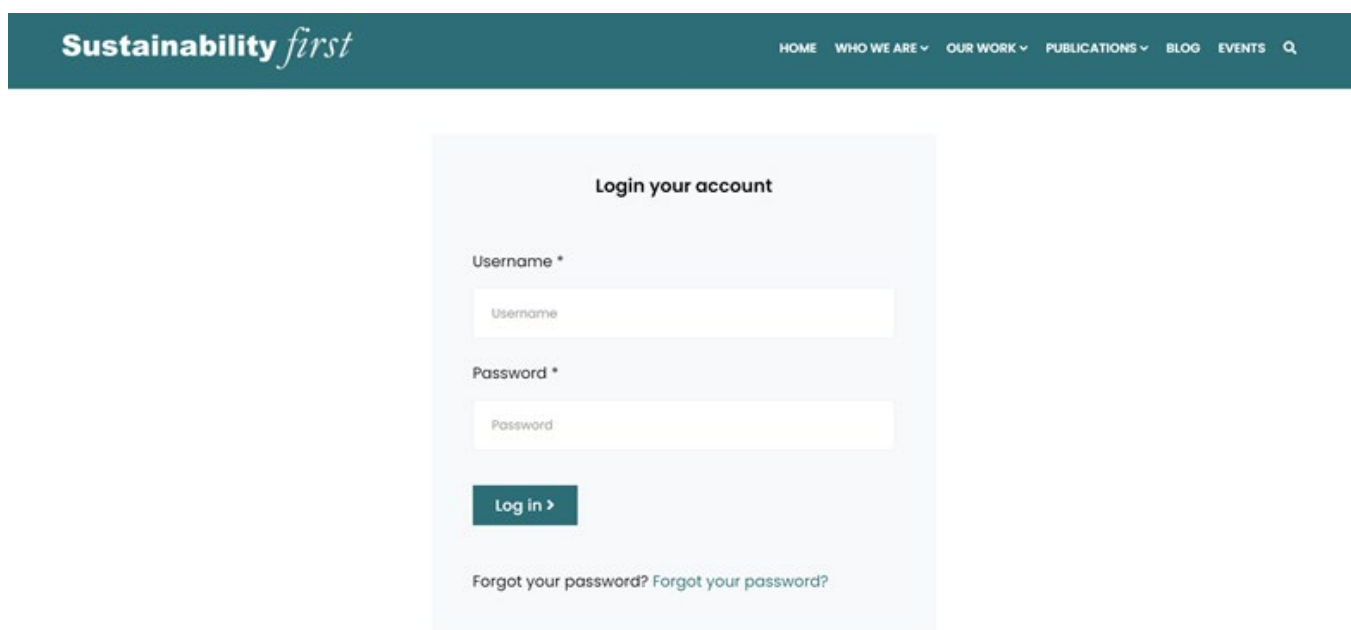 Sustainability first
HOME WHO WE ARE OUR WORK PUBLICATIONS BLOG EVENTS
Login your account
Username *
Username
Password *
Password
Log in >
Forgot your password? Forgot your password?